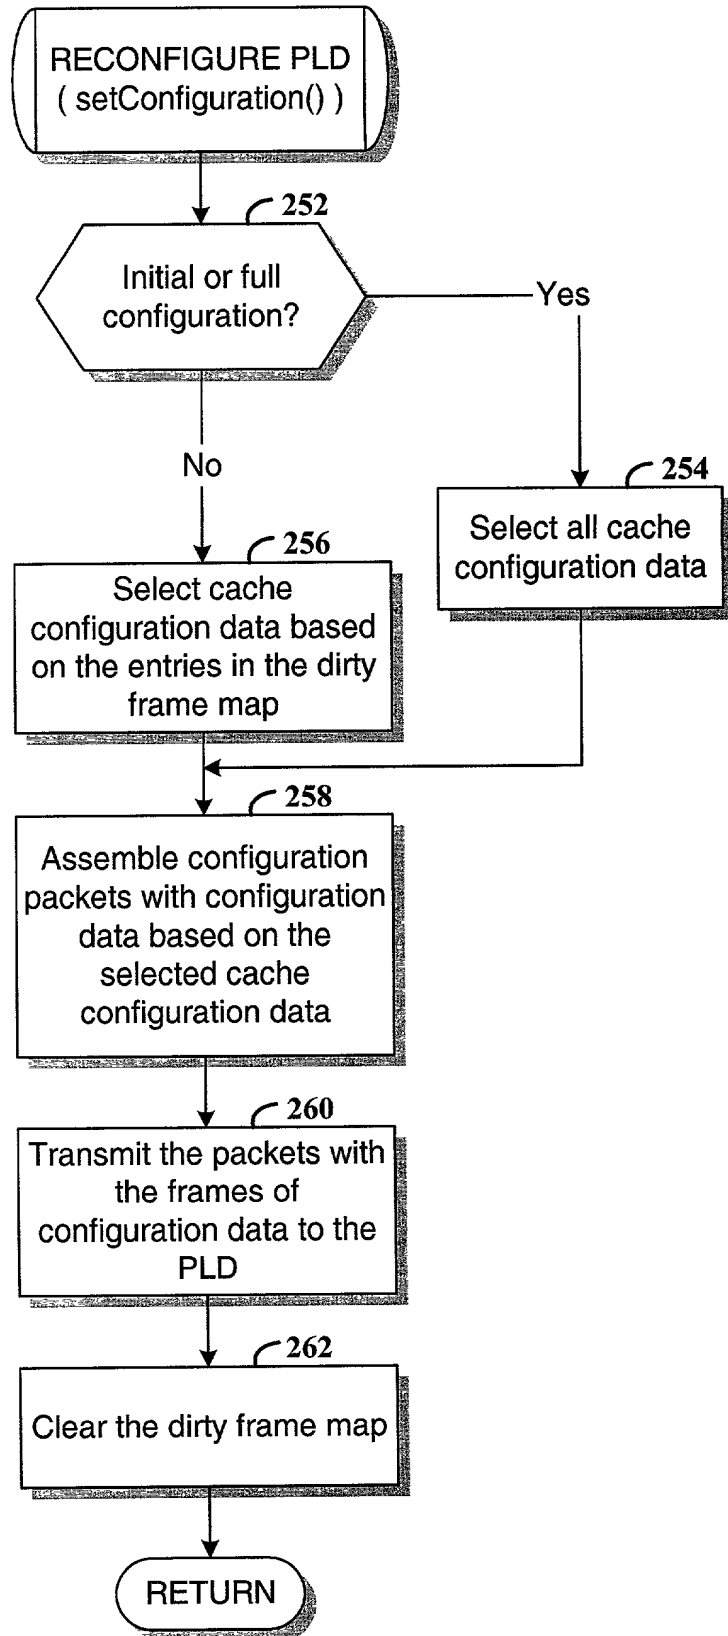 RECONFIGURE PLD
( setConfiguration() )
252
Initial or full
configuration?
Yes
No
254
Select all cache
configuration data
256
Select cache
configuration data based
on the entries in the dirty
frame map
258
Assemble configuration
packets with configuration
data based on the
selected cache
configuration data
260
Transmit the packets with
the frames of
configuration data to the
PLD
262
Clear the dirty frame map
RETURN